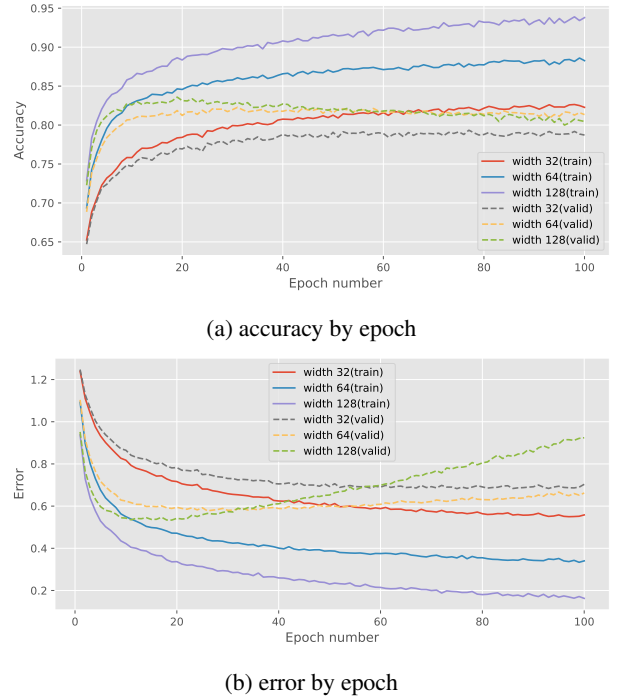 0.95
0.90
0.85
0.80
0.75
0.70
0.65
Accuracy
width 32(train)
width 64(train)
width 128(train)
width 32(valid)
width 64(valid)
width 128(valid)
0 20 40 60 80 100
Epoch number
(a) accuracy by epoch
1.2
1.0
0.8
0.6
0.4
0.2
Error
width 32(train)
width 64(train)
width 128(train)
width 32(valid)
width 64(valid)
width 128(valid)
0 20 40 60 80 100
Epoch number
(b) error by epoch